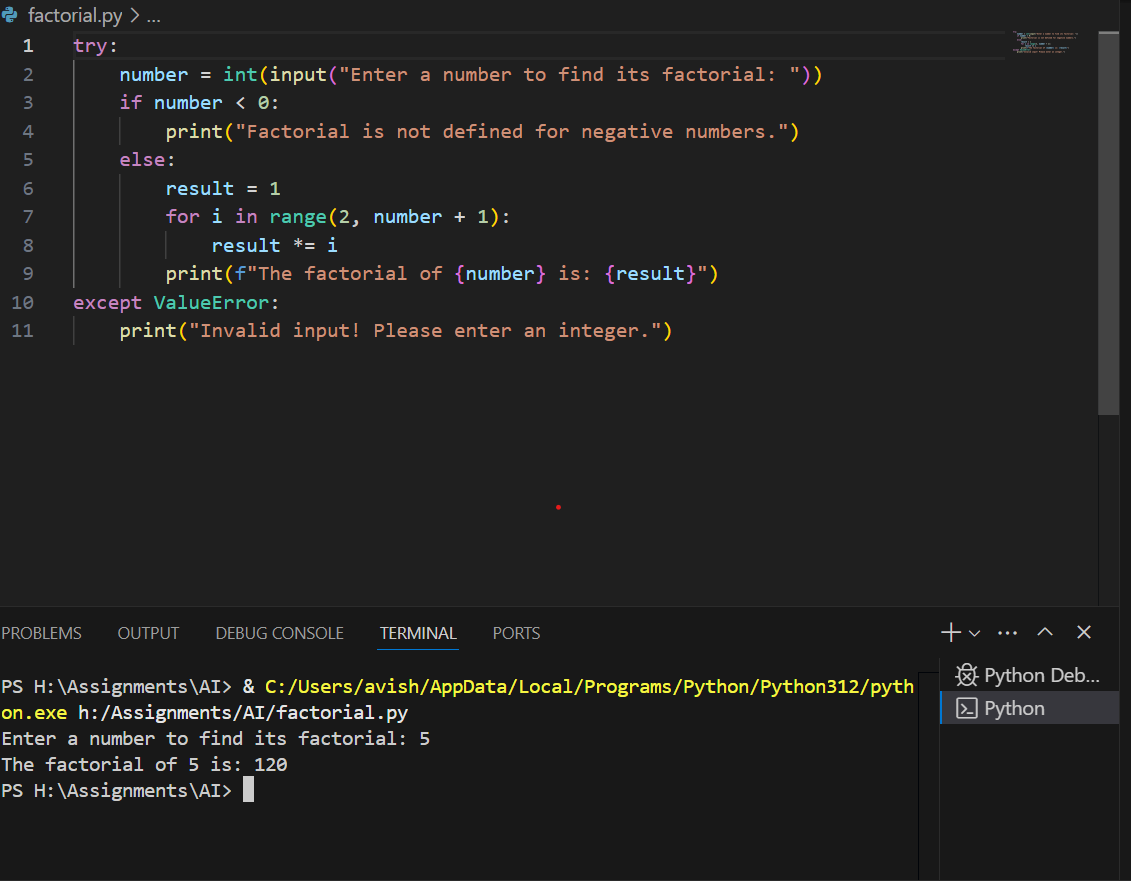 factorial.py > ...
1 try:
2     number = int(input("Enter a number to find its factorial: "))
3     if number < 0:
4         print("Factorial is not defined for negative numbers.")
5     else:
6         result = 1
7         for i in range(2, number + 1):
8             result *= i
9         print(f"The factorial of {number} is: {result}")
10 except ValueError:
11     print("Invalid input! Please enter an integer.")
PROBLEMS OUTPUT DEBUG CONSOLE TERMINAL PORTS
PS H:\Assignments\AI> & C:/Users/avish/AppData/Local/Programs/Python/Python312/pyth
on.exe h:/Assignments/AI/factorial.py
Enter a number to find its factorial: 5
The factorial of 5 is: 120
PS H:\Assignments\AI>
Python Deb...
Python